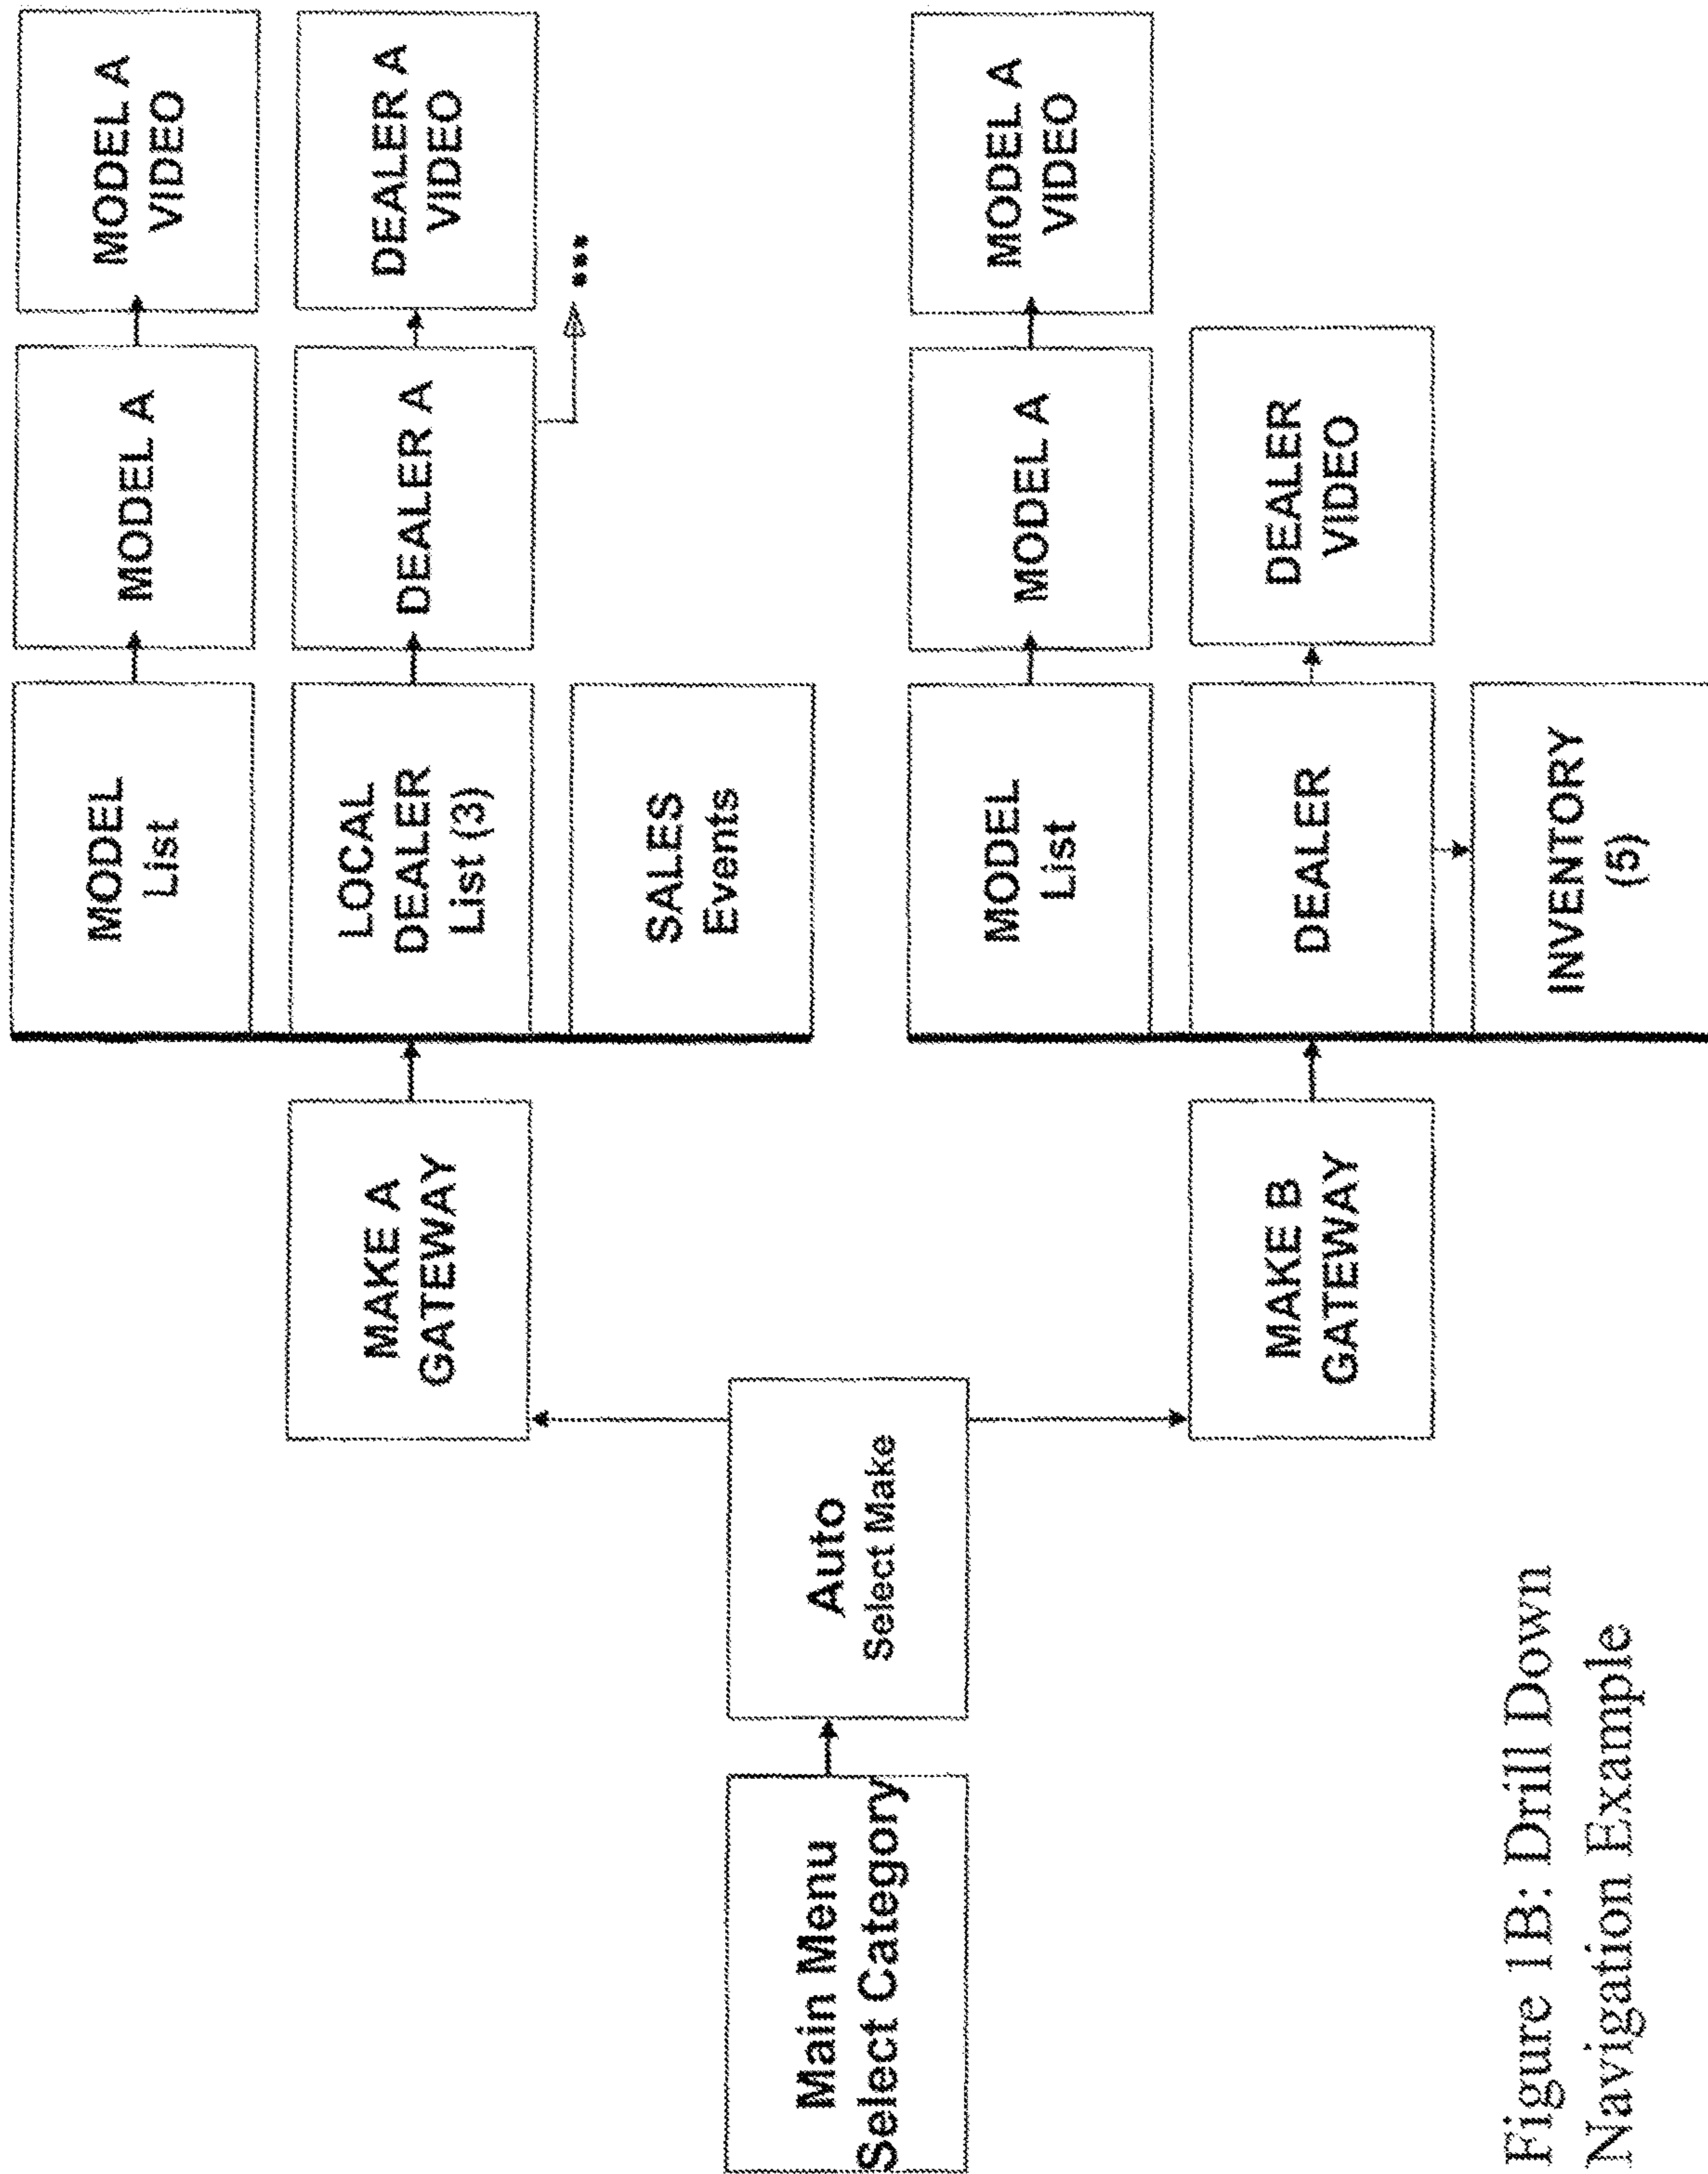 Main Menu
Select Category
Auto
Select Make
MAKE A
GATEWAY
MODEL
List
MODEL A
MODEL A
VIDEO
LOCAL
DEALER
List (3)
DEALER A
DEALER A
VIDEO
...
SALES
Events
MAKE B
GATEWAY
MODEL
List
MODEL A
MODEL A
VIDEO
DEALER
DEALER
VIDEO
INVENTORY
(5)
Figure 1B: Drill Down
Navigation Example